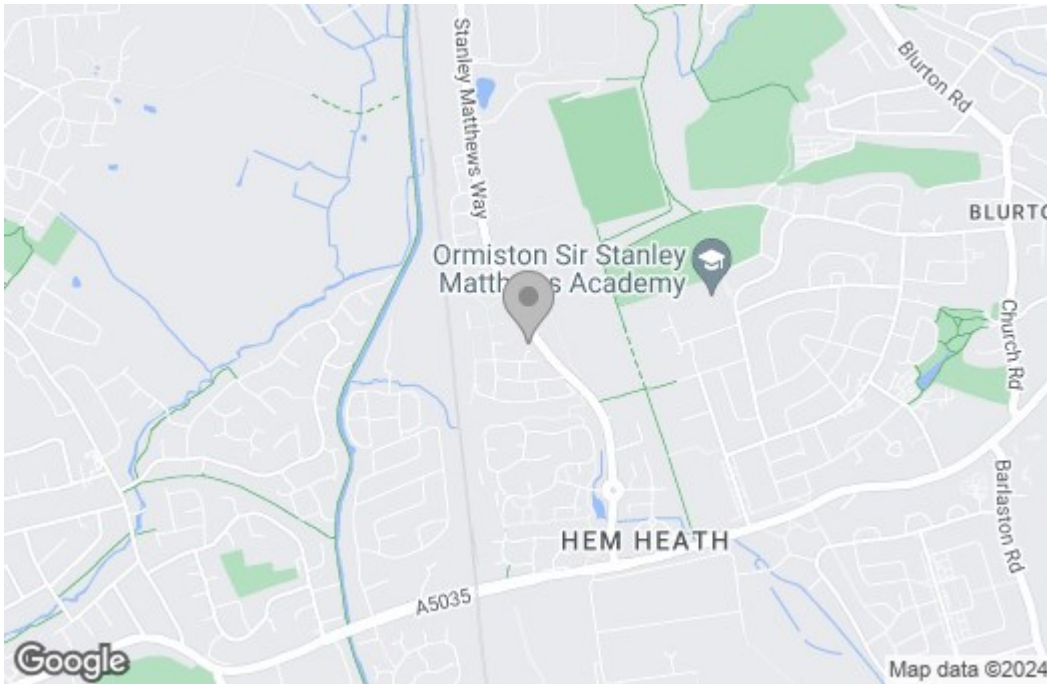 Stanley Matthews Way
Blurton Rd
BLURTO
Ormiston Sir Stanley
Matthews Academy
Church Rd
Barlaston Rd
HEM HEATH
A5035
Google
Map data ©2024